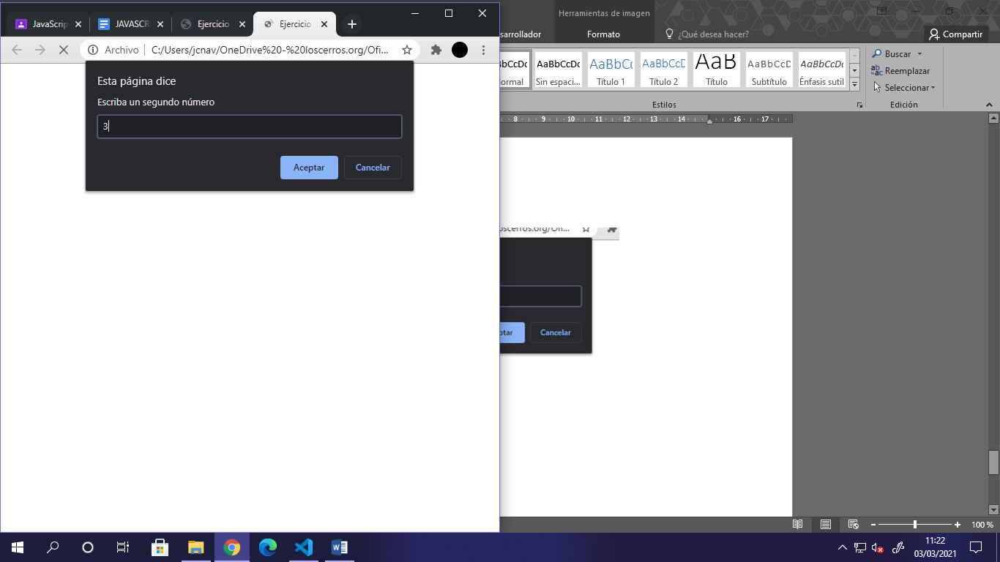 JavaScrip
JAVASCR
Ejercicio
Ejercicio
Archivo
C:/Users/jcnav/OneDrive%20-%20loscerros.org/Ofi...
Esta página dice
Escriba un segundo número
3
Aceptar
Cancelar
Herramientas de imagen
sarrollador
Formato
¿Qué desea hacer?
Compartir
AaBbCcDc
AaBbCcDc
AaBbCc
AaBbCcD
AaB
AaBbCcD
AaBbCcDc
ormal
Sin espaci...
Título 1
Título 2
Título
Subtítulo
Énfasis sutil
Estilos
Buscar
Reemplazar
Seleccionar
Edición
8 9 10 11 12 13 14 16 17
oscerros.org/Ofi...
ptar
Cancelar
100 %
11:22
03/03/2021